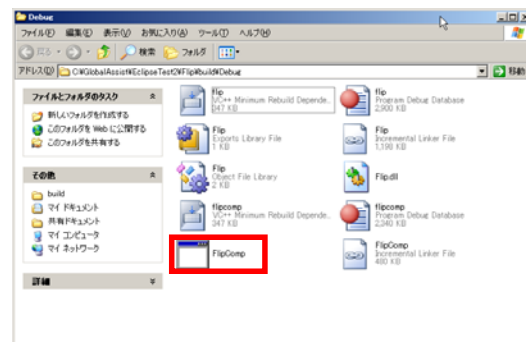 Debug
ファイル(F) 編集(E) 表示(V) お気に入り(A) ツール(T) ヘルプ(H)
戻る 検索 フォルダ
アドレス(D) C:¥GlobalAssist¥EclipseTest2¥Flip¥build¥Debug 移動
ファイルとフォルダのタスク
新しいフォルダを作成する
このフォルダを Web に公開する
このフォルダを共有する
その他
build
マイ ドキュメント
共有ドキュメント
マイ コンピュータ
マイ ネットワーク
詳細
flip
VC++ Minimum Rebuild Depende..
347 KB
flip
Program Debug Database
2,900 KB
Flip
Exports Library File
1 KB
Flip
Incremental Linker File
1,198 KB
Flip
Object File Library
2 KB
Flip.dll
flipcomp
VC++ Minimum Rebuild Depende..
347 KB
flipcomp
Program Debug Database
2,340 KB
FlipComp
FlipComp
Incremental Linker File
480 KB